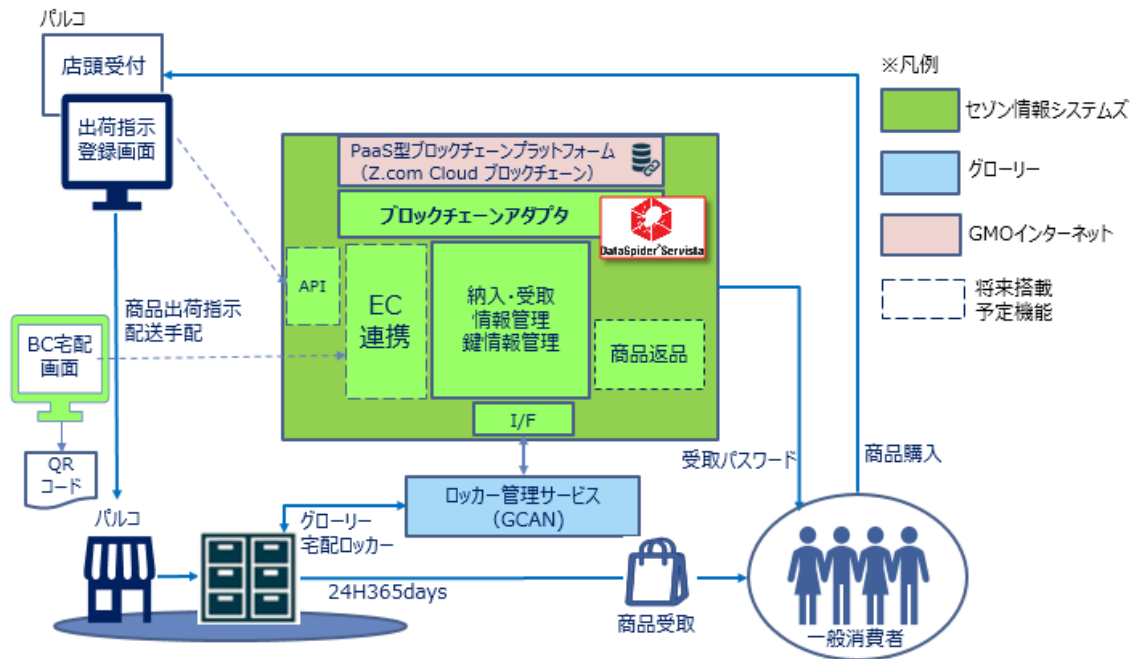 パルコ
店頭受付
出荷指示
登録画面
※凡例
セゾン情報システムズ
グローリー
GMOインターネット
将来搭載
予定機能
PaaS型ブロックチェーンプラットフォーム
(Z.com Cloud ブロックチェーン)
ブロックチェーンアダプタ
DataSpider Servista
API
EC
連携
納入・受取
情報管理
鍵情報管理
商品返品
I/F
商品出荷指示
配送手配
BC宅配
画面
QR
コード
受取パスワード
商品購入
ロッカー管理サービス
(GCAN)
パルコ
グローリー
宅配ロッカー
24H365days
商品受取
一般消費者